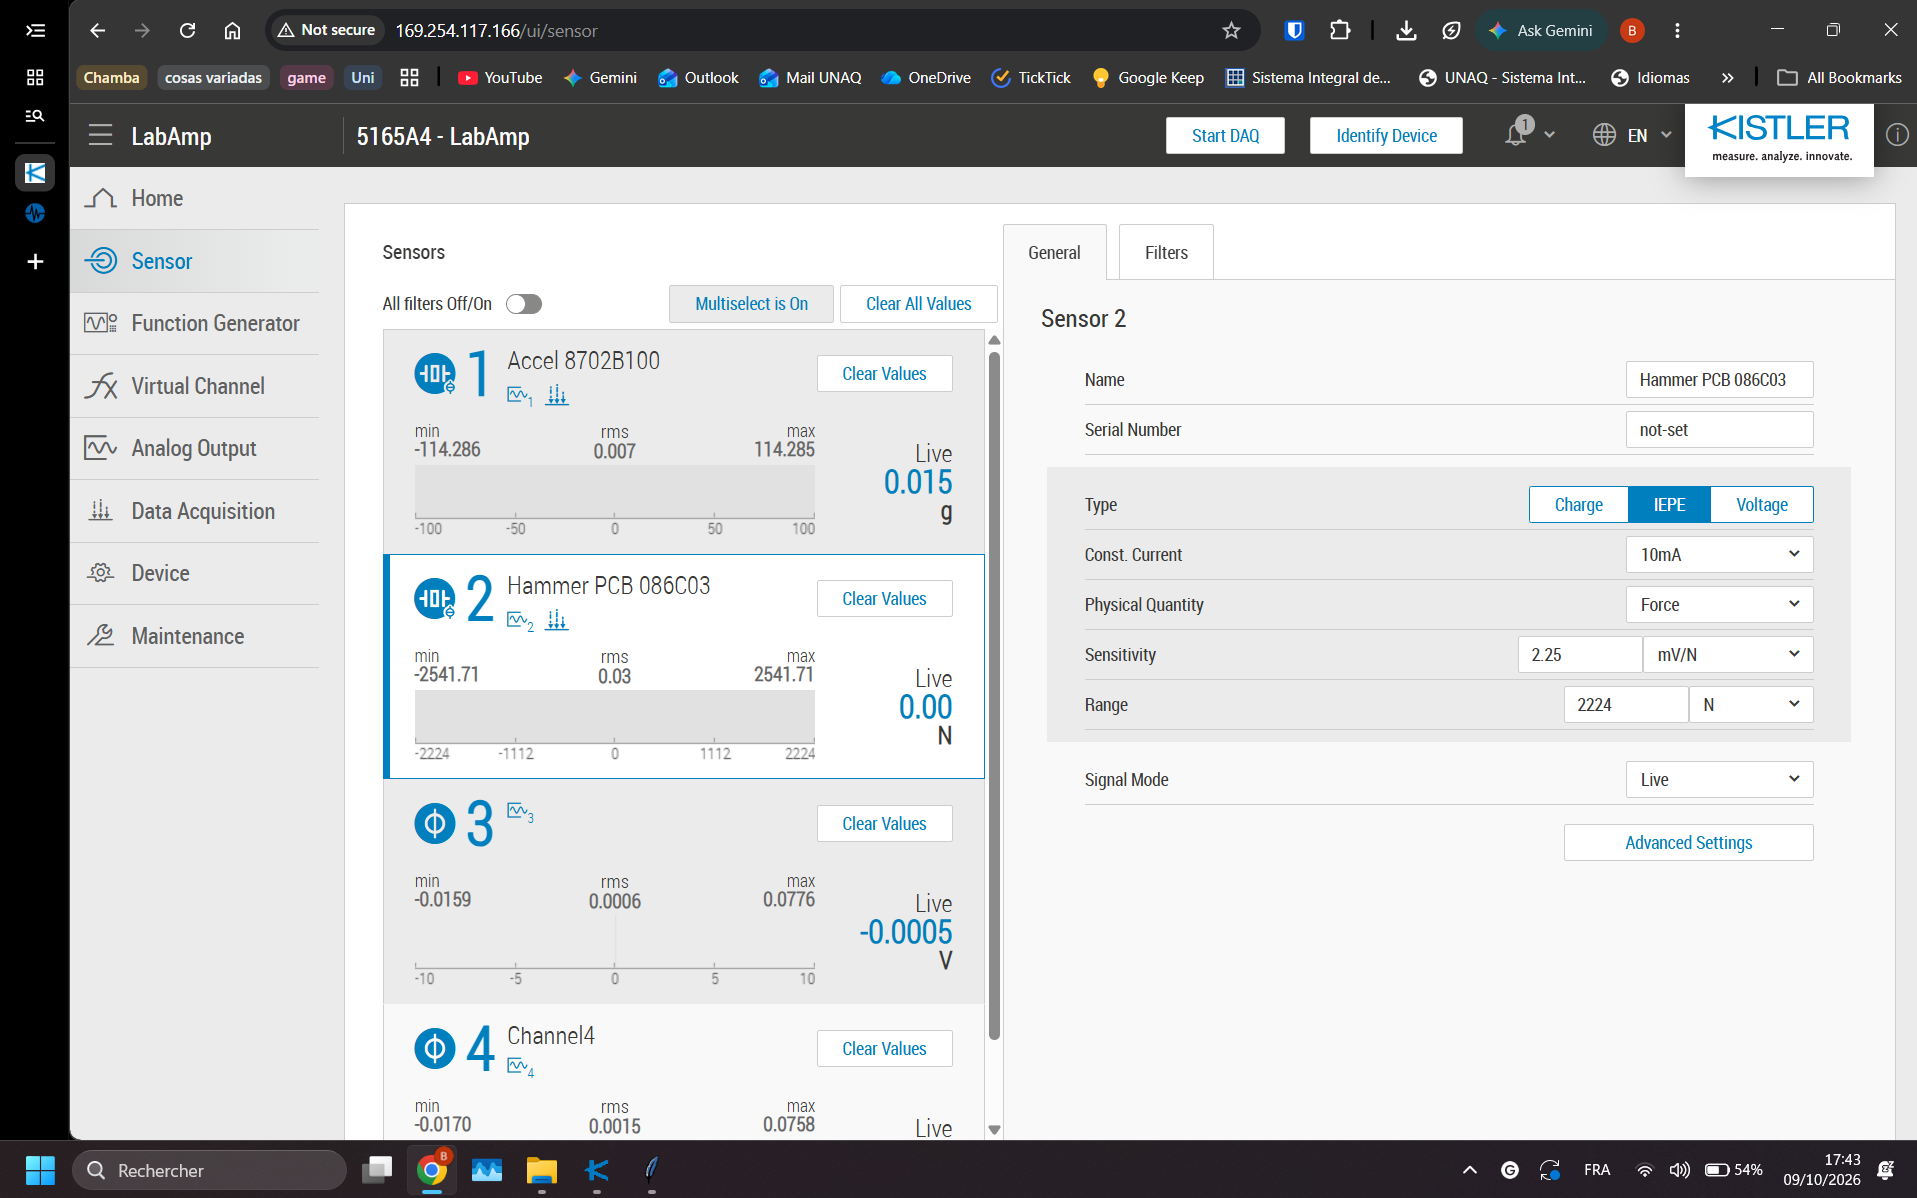 Not secure
169.254.117.166/ui/sensor
Ask Gemini
B
Chamba
cosas variadas
game
Uni
YouTube
Gemini
Outlook
Mail UNAQ
OneDrive
TickTick
Google Keep
Sistema Integral de...
UNAQ - Sistema Int...
Idiomas
All Bookmarks
LabAmp
5165A4 - LabAmp
Start DAQ
Identify Device
1
EN
KISTLER
measure. analyze. innovate.
Home
Sensor
Function Generator
Virtual Channel
Analog Output
Data Acquisition
Device
Maintenance
Sensors
All filters Off/On
Multiselect is On
Clear All Values
1
Accel 8702B100
1
Clear Values
min
-114.286
rms
0.007
max
114.285
Live
0.015
g
-100
-50
0
50
100
2
Hammer PCB 086C03
2
Clear Values
min
-2541.71
rms
0.03
max
2541.71
Live
0.00
N
-2224
-1112
0
1112
2224
3
3
Clear Values
min
-0.0159
rms
0.0006
max
0.0776
Live
-0.0005
V
-10
-5
0
5
10
4
Channel4
4
Clear Values
min
-0.0170
rms
0.0015
max
0.0758
Live
General
Filters
Sensor 2
Name
Hammer PCB 086C03
Serial Number
not-set
Type
Charge
IEPE
Voltage
Const. Current
10mA
Physical Quantity
Force
Sensitivity
2.25
mV/N
Range
2224
N
Signal Mode
Live
Advanced Settings
Rechercher
B
FRA
54%
17:43
09/10/2026